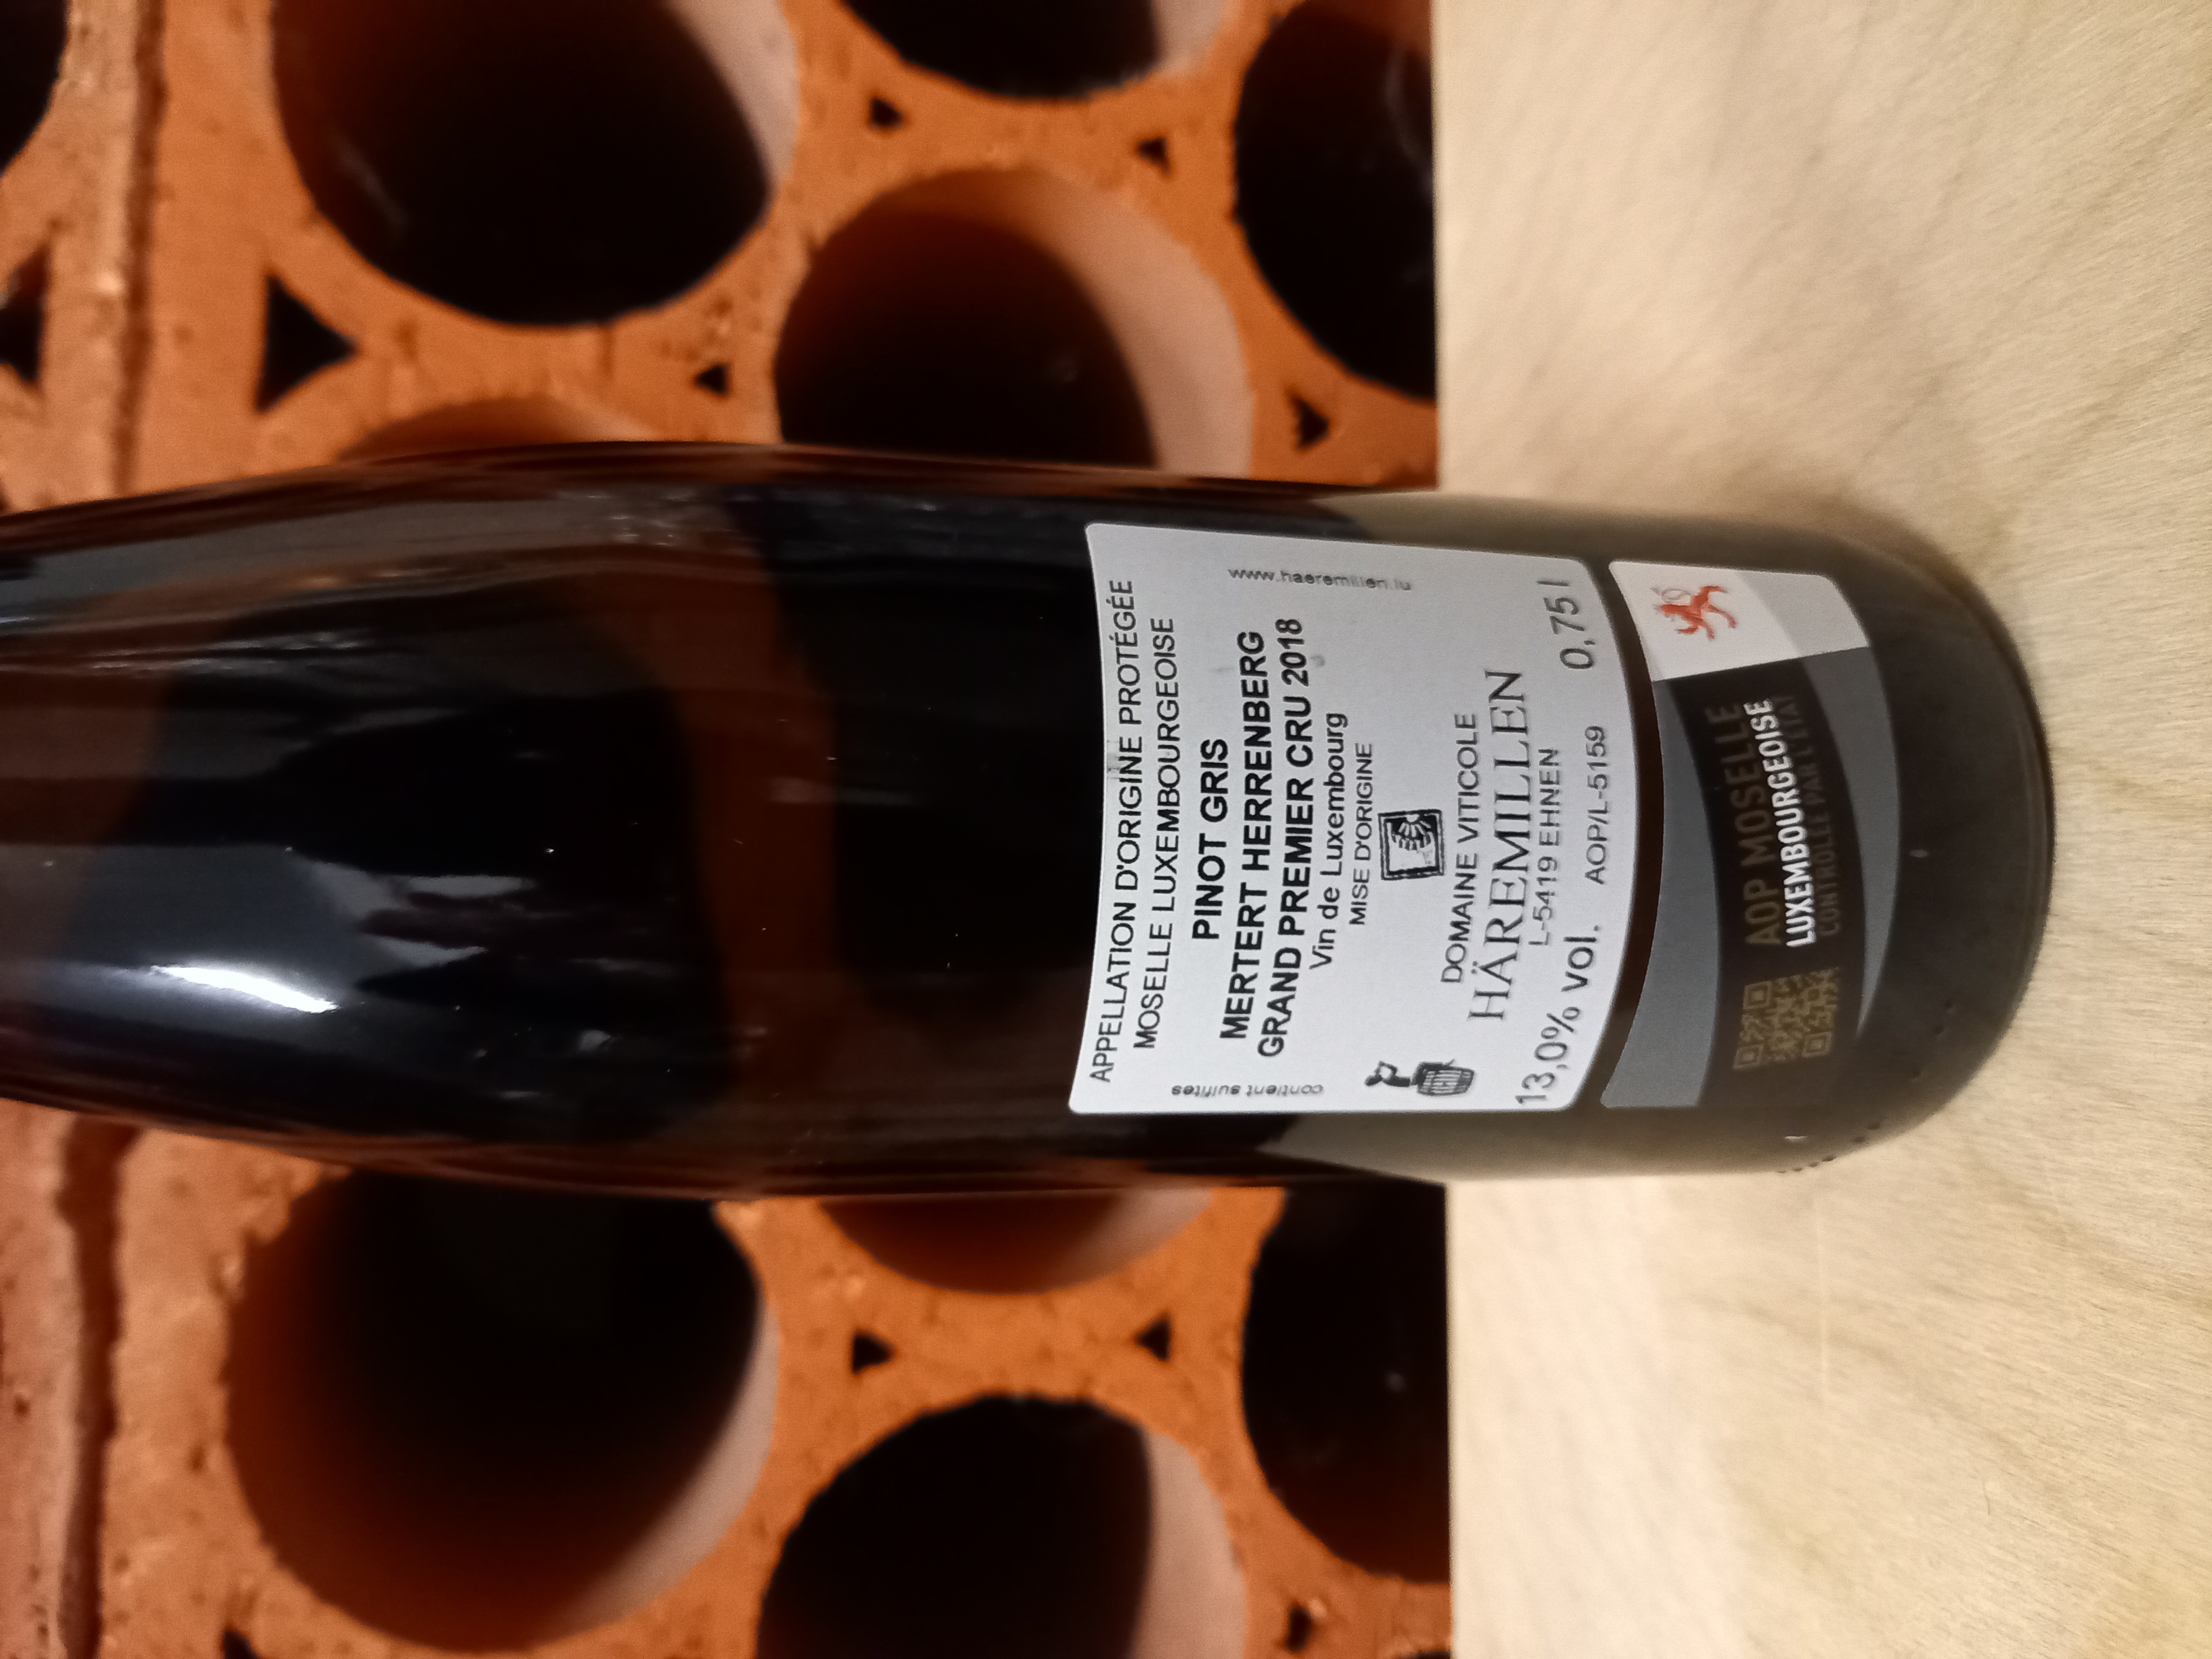 APPELLATION D'ORIGINE PROTÉGÉE
MOSELLE LUXEMBOURGEOISE
PINOT GRIS
MERTERT HERRENBERG
GRAND PREMIER CRU 2018
Vin de Luxembourg
MISE D'ORIGINE
contient sulfites
www.haeremillen.lu
DOMAINE VITICOLE
HÄREMILLEN
L-5419 EHNEN
13,0% vol.
AOP/L-5159
0,75 l
AOP MOSELLE
LUXEMBOURGEOISE
CONTRÔLÉE PAR L'ÉTAT